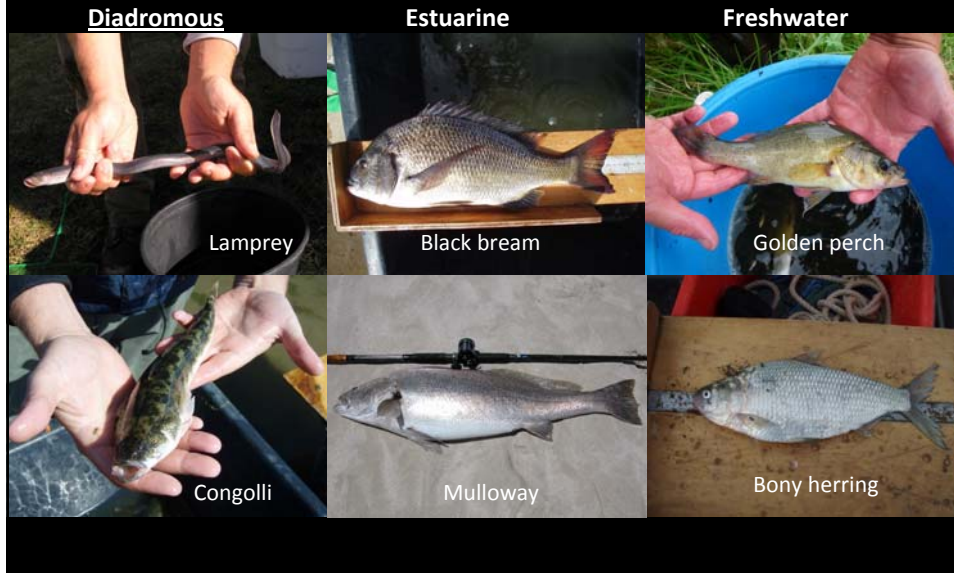 Diadromous
Estuarine
Freshwater
Lamprey
Black bream
Golden perch
Congolli
Mulloway
Bony herring